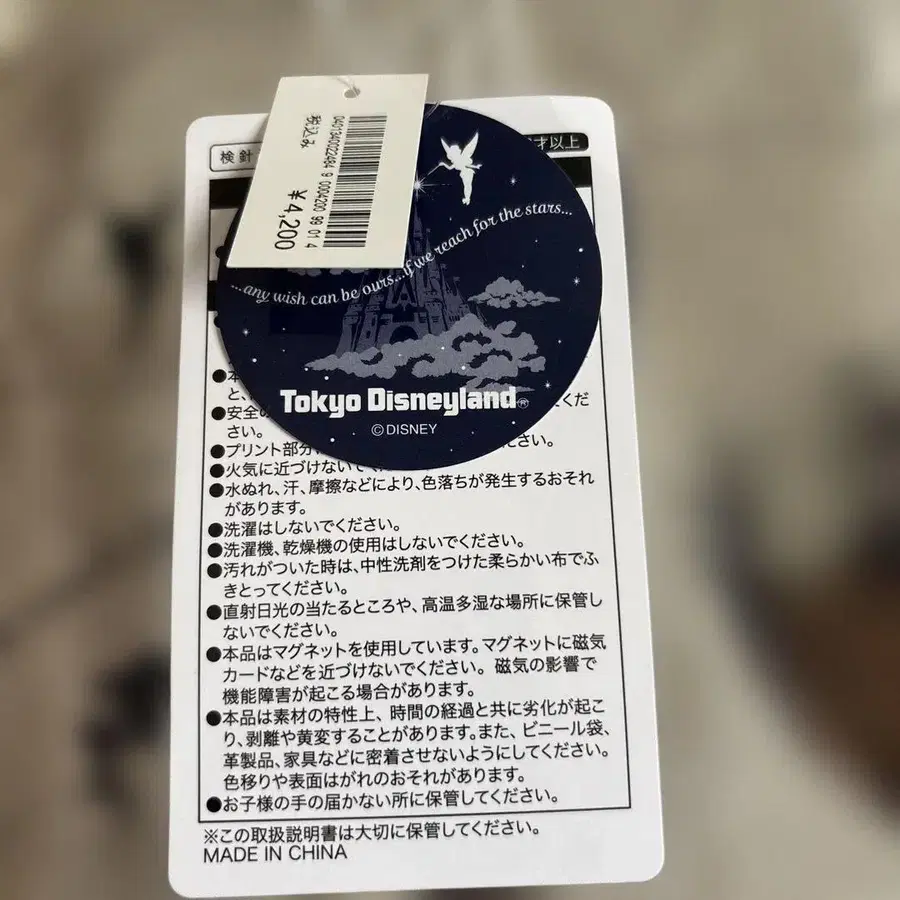 検針
才以上
税込み
¥4,200
0401340022484 9 0004200 99 01 4
...any wish can be ours...if we reach for the stars...
Tokyo Disneyland®
©DISNEY
●本
と、
●安全の
くだ
さい。
●プリント部分
ださい。
●火気に近づけないで
●水ぬれ、汗、摩擦などにより、色落ちが発生するおそれ
があります。
●洗濯はしないでください。
●洗濯機、乾燥機の使用はしないでください。
●汚れがついた時は、中性洗剤をつけた柔らかい布でふ
きとってください。
●直射日光の当たるところや、高温多湿な場所に保管し
ないでください。
●本品はマグネットを使用しています。マグネットに磁気
カードなどを近づけないでください。磁気の影響で
機能障害が起こる場合があります。
●本品は素材の特性上、時間の経過と共に劣化が起こ
り、剥離や黄変することがあります。また、ビニール袋、
革製品、家具などに密着させないようにしてください。
色移りや表面はがれのおそれがあります。
●お子様の手の届かない所に保管してください。
※この取扱説明書は大切に保管してください。
MADE IN CHINA